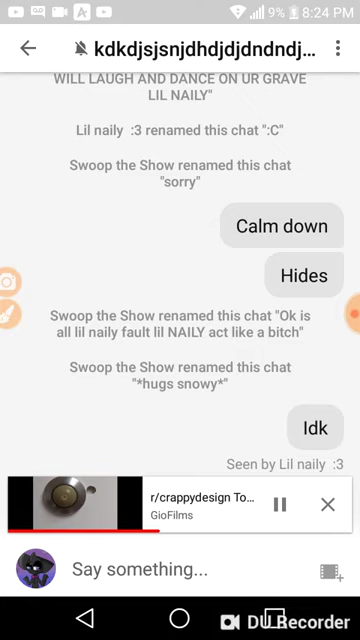 9% 8:24 PM
kdkdjsjsnjdhdjdjdndndj...
WILL LAUGH AND DANCE ON UR GRAVE
LIL NAILY"
Lil naily :3 renamed this chat ":C"
Swoop the Show renamed this chat
"sorry"
Calm down
Hides
Swoop the Show renamed this chat "Ok is
all lil naily fault lil NAILY act like a bitch"
Swoop the Show renamed this chat
"*hugs snowy*"
Idk
Seen by Lil naily :3
r/crappydesign To...
GioFilms
Say something...
DU Recorder